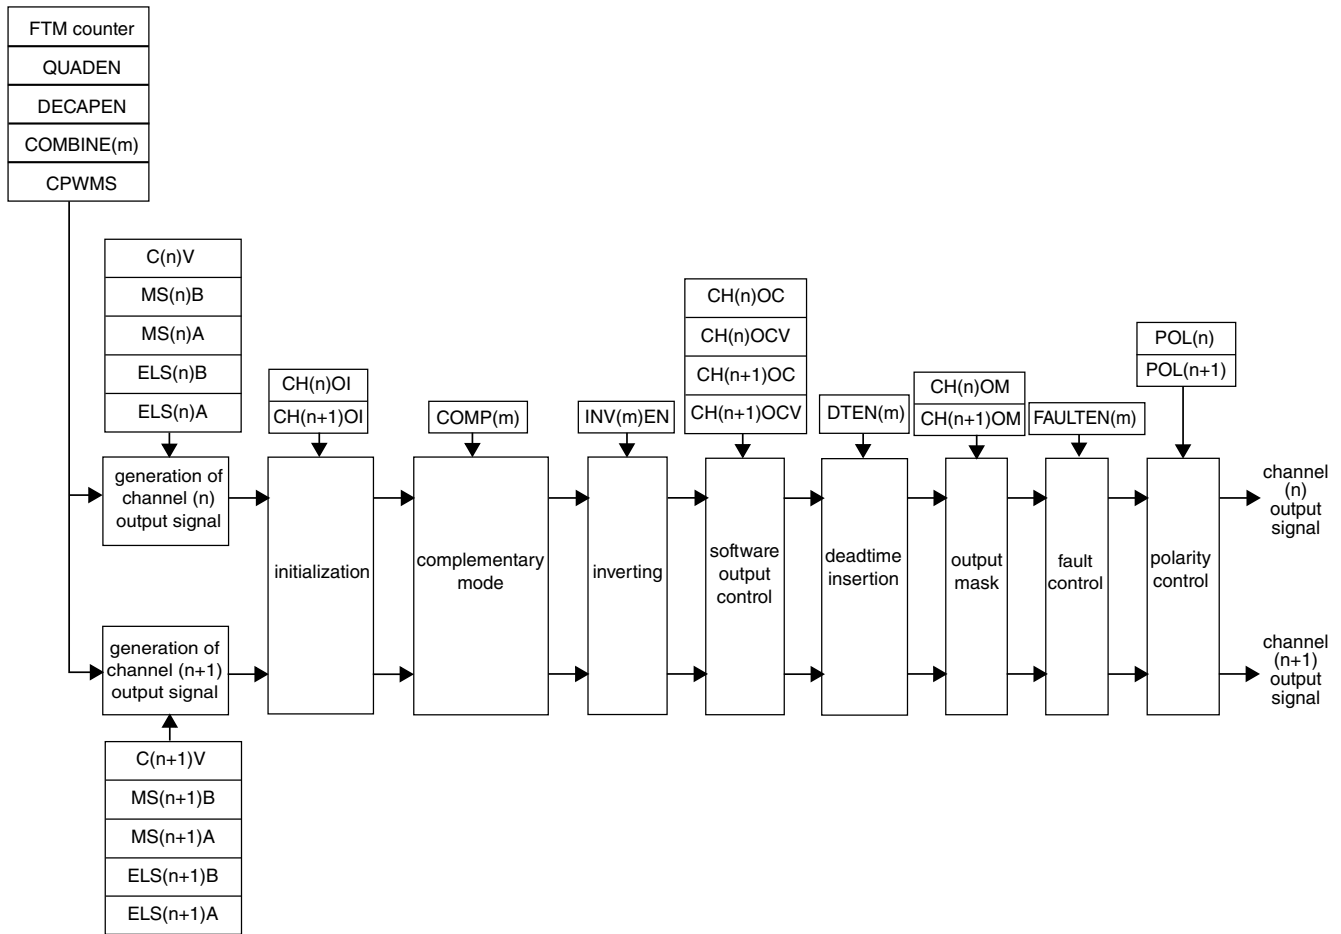 FTM counter
QUADEN
DECAPEN
COMBINE(m)
CPWMS
C(n)V
MS(n)B
MS(n)A
ELS(n)B
ELS(n)A
CH(n)OI
CH(n+1)OI
COMP(m)
INV(m)EN
CH(n)OC
CH(n)OCV
CH(n+1)OC
CH(n+1)OCV
DTEN(m)
CH(n)OM
CH(n+1)OM
FAULTEN(m)
POL(n)
POL(n+1)
generation of
channel (n)
output signal
initialization
complementary
mode
inverting
software
output
control
deadtime
insertion
output
mask
fault
control
polarity
control
channel
(n)
output
signal
generation of
channel (n+1)
output signal
channel
(n+1)
output
signal
C(n+1)V
MS(n+1)B
MS(n+1)A
ELS(n+1)B
ELS(n+1)A